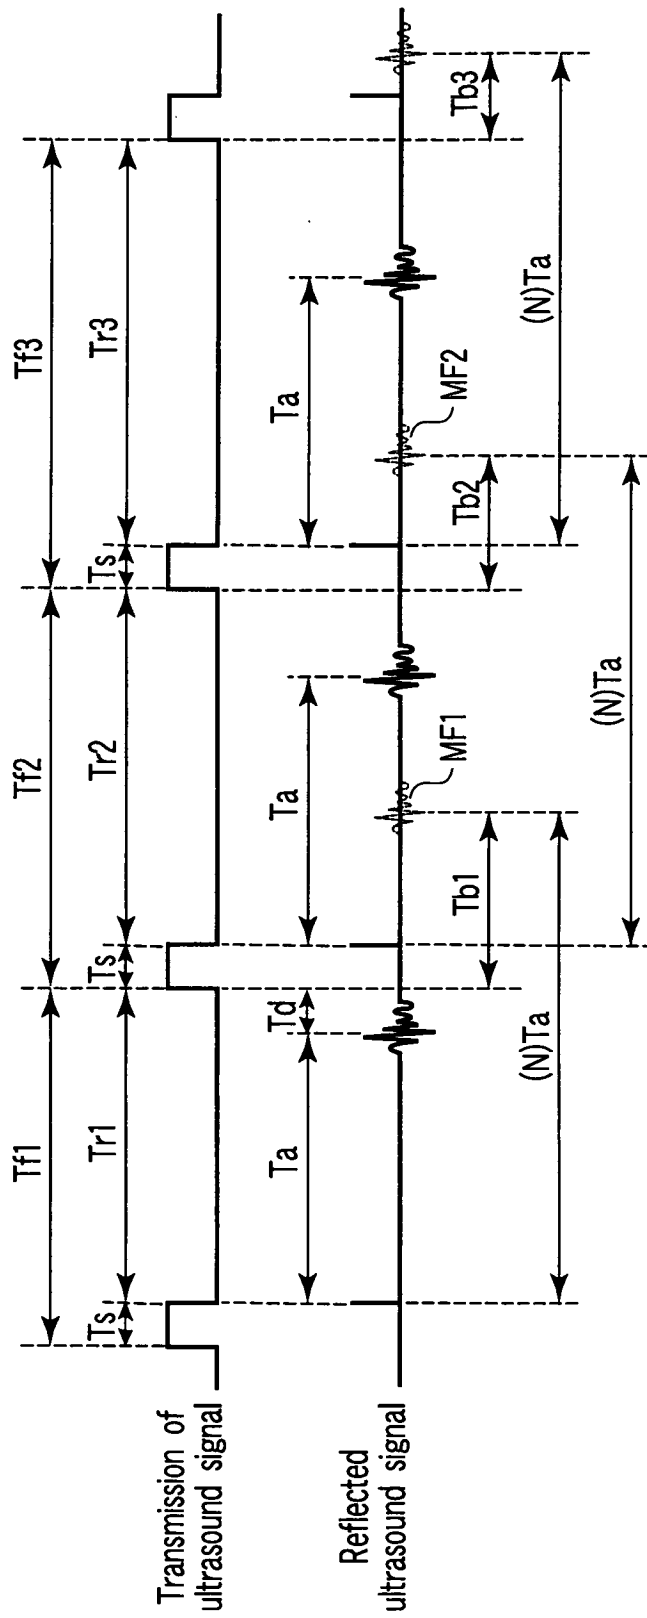 Tf1
Tf2
Tf3
Ts
Tr1
Ts
Tr2
Ts
Tr3
Transmission of
ultrasound signal
Ta
Td
Ta
Ta
Reflected
ultrasound signal
MF1
MF2
Tb1
Tb2
Tb3
(N)Ta
(N)Ta
(N)Ta